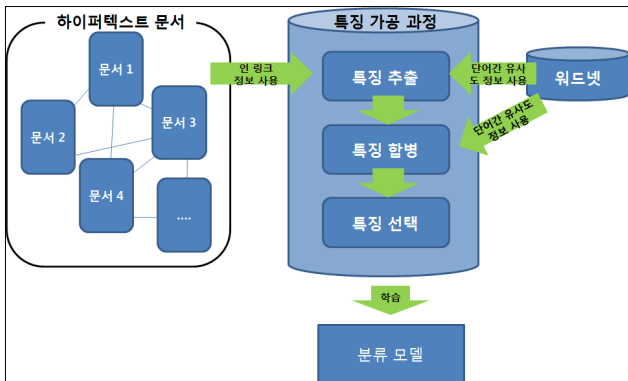 하이퍼텍스트 문서
문서 1
문서 2
문서 3
문서 4
....
인 링크
정보 사용
특징 가공 과정
특징 추출
특징 합병
특징 선택
단어간 유사
도 정보 사용
워드넷
단어간 유사도
정보 사용
학습
분류 모델